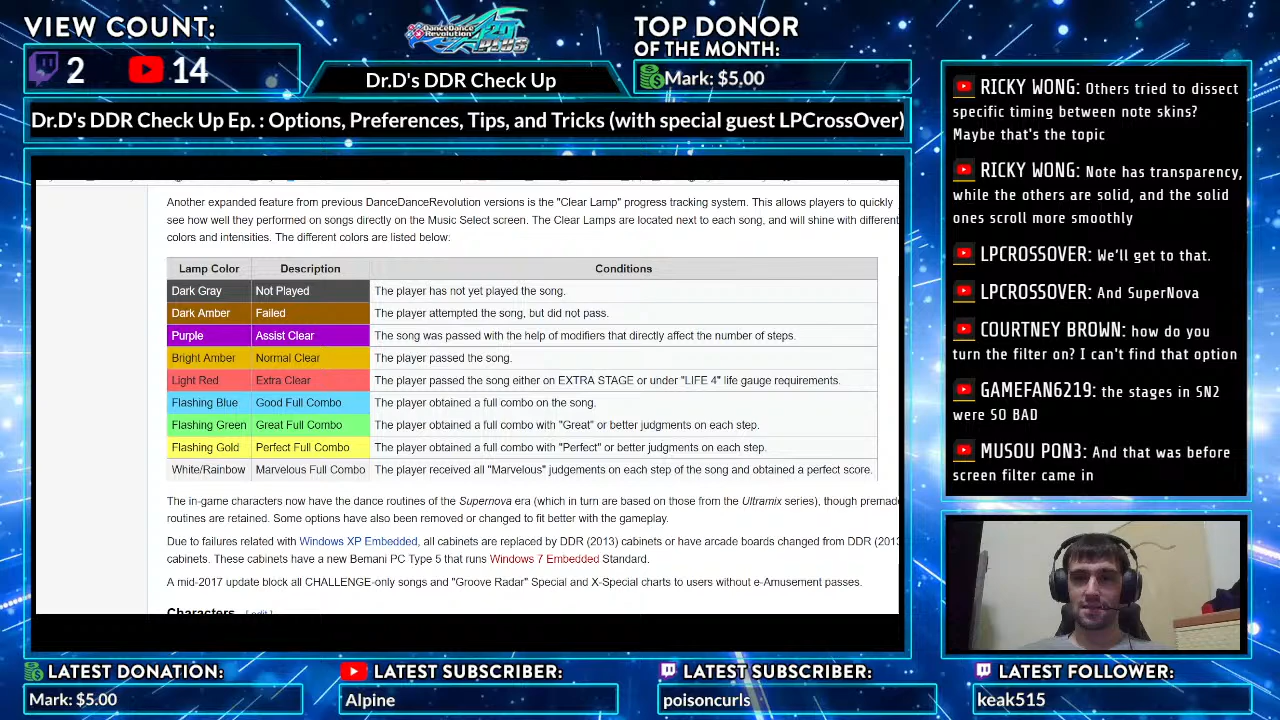 VIEW COUNT:
2
14
DanceDance
Revolution
A20
PLUS
Dr.D's DDR Check Up
TOP DONOR
OF THE MONTH:
Mark: $5.00
Dr.D's DDR Check Up Ep. : Options, Preferences, Tips, and Tricks (with special guest LPCrossOver)
Another expanded feature from previous DanceDanceRevolution versions is the "Clear Lamp" progress tracking system. This allows players to quickly
see how well they performed on songs directly on the Music Select screen. The Clear Lamps are located next to each song, and will shine with different
colors and intensities. The different colors are listed below:
Lamp Color Description Conditions
Dark Gray Not Played The player has not yet played the song.
Dark Amber Failed The player attempted the song, but did not pass.
Purple Assist Clear The song was passed with the help of modifiers that directly affect the number of steps.
Bright Amber Normal Clear The player passed the song.
Light Red Extra Clear The player passed the song either on EXTRA STAGE or under "LIFE 4" life gauge requirements.
Flashing Blue Good Full Combo The player obtained a full combo on the song.
Flashing Green Great Full Combo The player obtained a full combo with "Great" or better judgments on each step.
Flashing Gold Perfect Full Combo The player obtained a full combo with "Perfect" or better judgments on each step.
White/Rainbow Marvelous Full Combo The player received all "Marvelous" judgements on each step of the song and obtained a perfect score.
The in-game characters now have the dance routines of the Supernova era (which in turn are based on those from the Ultramix series), though premade
routines are retained. Some options have also been removed or changed to fit better with the gameplay.
Due to failures related with Windows XP Embedded, all cabinets are replaced by DDR (2013) cabinets or have arcade boards changed from DDR (2013
cabinets. These cabinets have a new Bemani PC Type 5 that runs Windows 7 Embedded Standard.
A mid-2017 update block all CHALLENGE-only songs and "Groove Radar" Special and X-Special charts to users without e-Amusement passes.
Characters [edit]
RICKY WONG: Others tried to dissect
specific timing between note skins?
Maybe that's the topic
RICKY WONG: Note has transparency,
while the others are solid, and the solid
ones scroll more smoothly
LPCROSSOVER: We'll get to that.
LPCROSSOVER: And SuperNova
COURTNEY BROWN: how do you
turn the filter on? I can't find that option
GAMEFAN6219: the stages in SN2
were SO BAD
MUSOU PON3: And that was before
screen filter came in
LATEST DONATION:
Mark: $5.00
LATEST SUBSCRIBER:
Alpine
LATEST SUBSCRIBER:
poisoncurls
LATEST FOLLOWER:
keak515